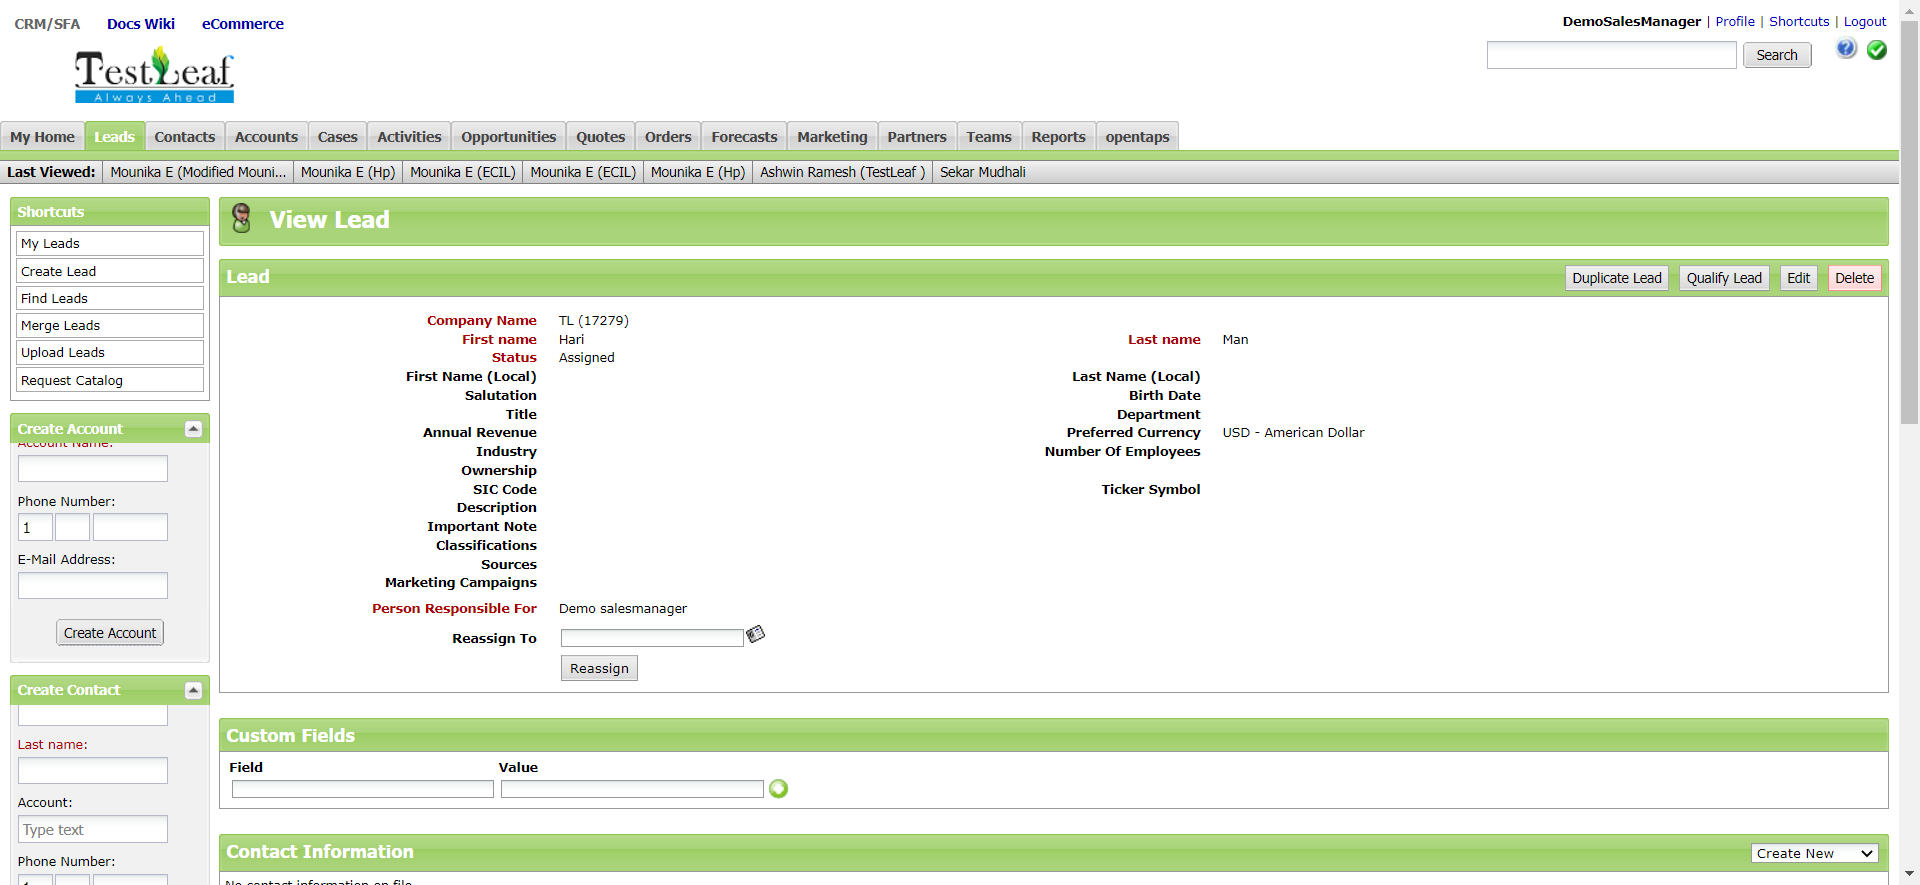 CRM/SFA Docs Wiki eCommerce
DemoSalesManager | Profile | Shortcuts | Logout
Search
TestLeaf
Always Ahead
My Home Leads Contacts Accounts Cases Activities Opportunities Quotes Orders Forecasts Marketing Partners Teams Reports opentaps
Last Viewed: Mounika E (Modified Mouni... Mounika E (Hp) Mounika E (ECIL) Mounika E (ECIL) Mounika E (Hp) Ashwin Ramesh (TestLeaf ) Sekar Mudhali
Shortcuts
My Leads
Create Lead
Find Leads
Merge Leads
Upload Leads
Request Catalog
Create Account
Account Name:
Phone Number:
1
E-Mail Address:
Create Account
Create Contact
Last name:
Account:
Type text
Phone Number:
1
View Lead
Lead
Duplicate Lead Qualify Lead Edit Delete
Company Name TL (17279)
First name Hari Last name Man
Status Assigned
First Name (Local) Last Name (Local)
Salutation Birth Date
Title Department
Annual Revenue Preferred Currency USD - American Dollar
Industry Number Of Employees
Ownership
SIC Code Ticker Symbol
Description
Important Note
Classifications
Sources
Marketing Campaigns
Person Responsible For Demo salesmanager
Reassign To
Reassign
Custom Fields
Field Value
Contact Information
Create New
No contact information on file